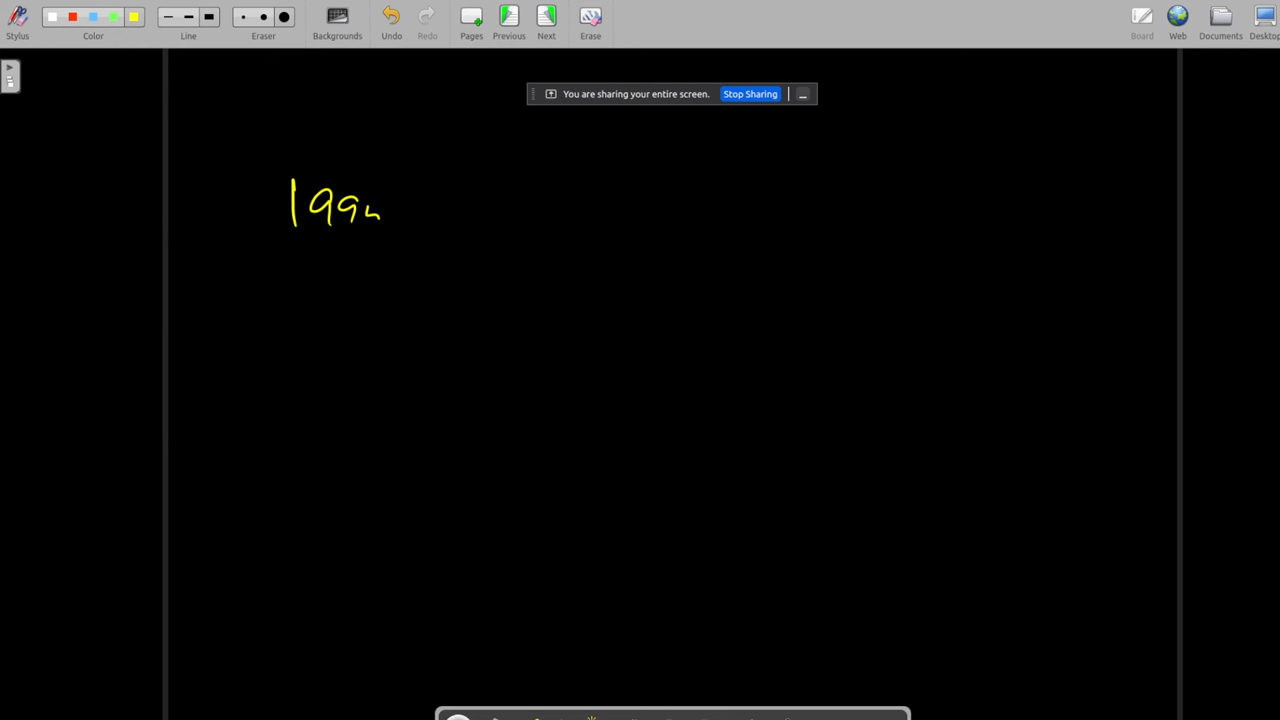 Stylus Color Line Eraser Backgrounds Undo Redo Pages Previous Next Erase Board Web Documents Desktop
You are sharing your entire screen. Stop Sharing
199